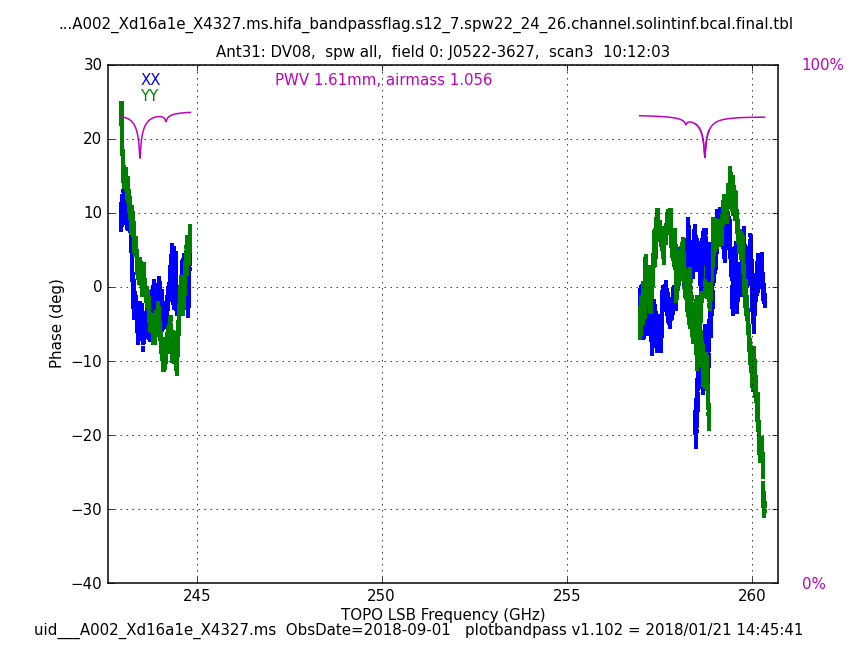 ...A002_Xd16a1e_X4327.ms.hifa_bandpassflag.s12_7.spw22_24_26.channel.solintinf.bcal.final.tbl
Ant31: DV08,  spw all,  field 0: J0522-3627,  scan3  10:12:03
30
XX
PWV 1.61mm, airmass 1.056
100%
YY
20
10
0
Phase (deg)
−10
−20
−30
−40
0%
245
250
255
260
TOPO LSB Frequency (GHz)
uid___A002_Xd16a1e_X4327.ms  ObsDate=2018-09-01   plotbandpass v1.102 = 2018/01/21 14:45:41